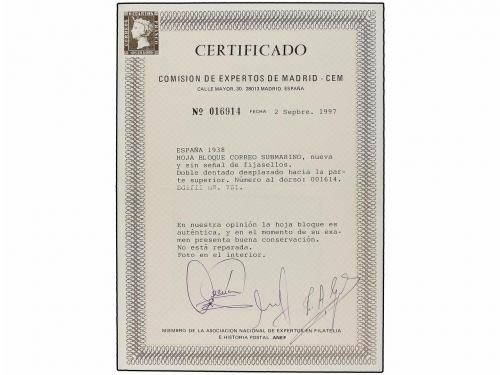 CERTIFICADO
COMISION DE EXPERTOS DE MADRID - CEM
CALLE MAYOR, 30. 28013 MADRID, ESPAÑA
Nº 016914 FECHA 2 Sepbre. 1997
ESPAÑA 1938
HOJA BLOQUE CORREO SUBMARINO, nueva
y sin señal de fijasellos.
Doble dentado desplazado hacia la par-
te superior. Número al dorso: 001614.
Edifil nº. 781.
En nuestra opinión la hoja bloque es
auténtica, y en el momento de su exa-
men presenta buena conservación.
No está reparada.
Foto en el interior.
MIEMBRO DE LA ASOCIACION NACIONAL DE EXPERTOS EN FILATELIA
E HISTORIA POSTAL ANEF